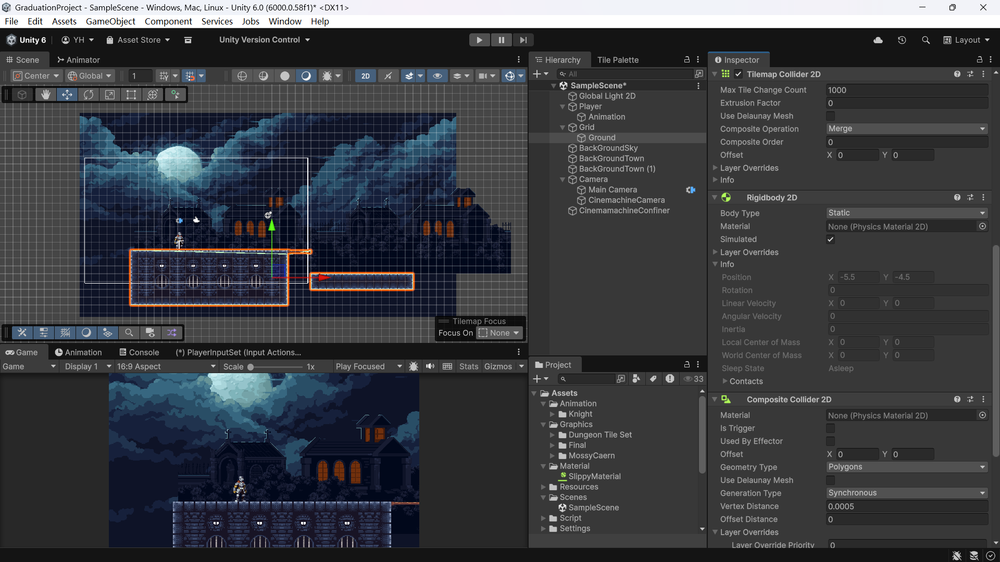 GraduationProject - SampleScene - Windows, Mac, Linux - Unity 6.0 (6000.0.58f1)* <DX11>
File Edit Assets GameObject Component Services Jobs Window Help
Unity 6 YH Asset Store Unity Version Control Layout
Scene Animator
Center Global 1 2D
Tilemap Focus
Focus On None
Game Animation Console (*) PlayerInputSet (Input Actions...
Game Display 1 16:9 Aspect Scale 1x Play Focused Stats Gizmos
Hierarchy Tile Palette
All
SampleScene*
Global Light 2D
Player
Animation
Grid
Ground
BackGroundSky
BackGroundTown
BackGroundTown (1)
Camera
Main Camera
CinemachineCamera
CinemamachineConfiner
Project
33
Assets
Animation
Knight
Graphics
Dungeon Tile Set
Final
MossyCaern
Material
SlippyMaterial
Resources
Scenes
SampleScene
Script
Settings
Inspector
Tilemap Collider 2D
Max Tile Change Count 1000
Extrusion Factor 0
Use Delaunay Mesh
Composite Operation Merge
Composite Order 0
Offset X 0 Y 0
Layer Overrides
Info
Rigidbody 2D
Body Type Static
Material None (Physics Material 2D)
Simulated
Layer Overrides
Info
Position X -5.5 Y -4.5
Rotation 0
Linear Velocity X 0 Y 0
Angular Velocity 0
Inertia 0
Local Center of Mass X 0 Y 0
World Center of Mass X 0 Y 0
Sleep State Asleep
Contacts
Composite Collider 2D
Material None (Physics Material 2D)
Is Trigger
Used By Effector
Offset X 0 Y 0
Geometry Type Polygons
Use Delaunay Mesh
Generation Type Synchronous
Vertex Distance 0.0005
Offset Distance 0
Layer Overrides
Layer Override Priority 0